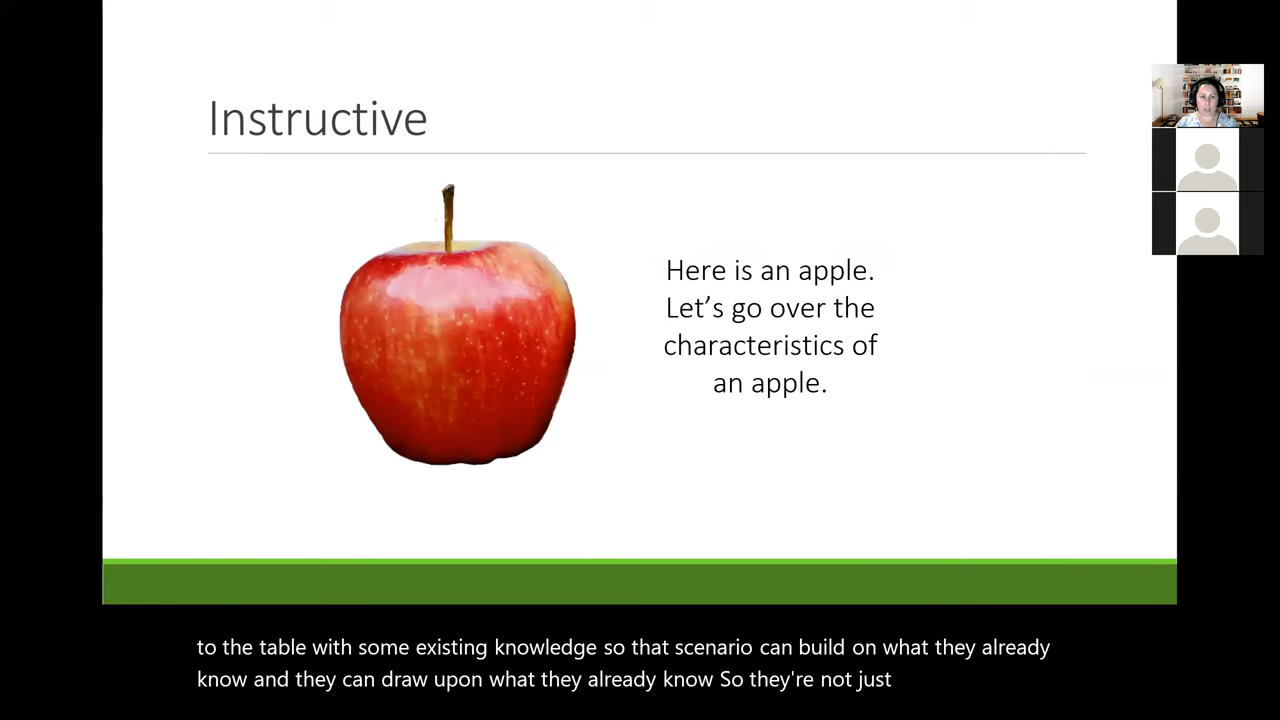 Instructive
Here is an apple.
Let’s go over the
characteristics of
an apple.
to the table with some existing knowledge so that scenario can build on what they already
know and they can draw upon what they already know So they're not just